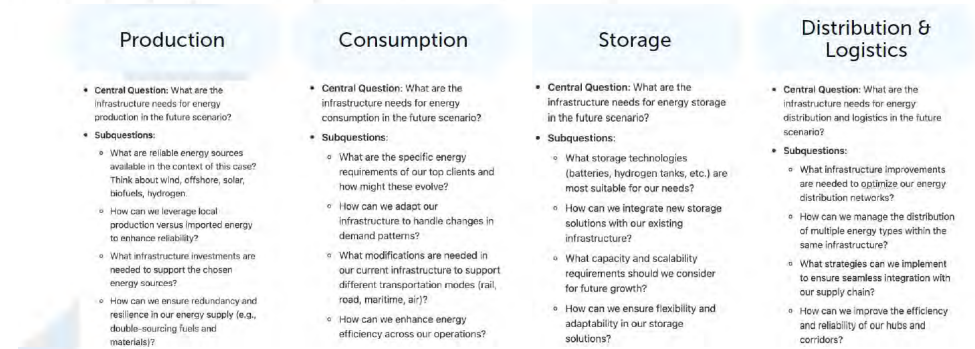 Production
• Central Question: What are the
infrastructure needs for energy
production in the future scenario?
• Subquestions:
What are reliable energy sources
available in the context of this case?
Think about wind, offshore, solar,
biofuels, hydrogen.
How can we leverage local
production versus imported energy
to enhance reliability?
What infrastructure investments are
needed to support the chosen
energy sources?
How can we ensure redundancy and
resilience in our energy supply (e.g.,
double-sourcing fuels and
materials)?
Consumption
• Central Question: What are the
infrastructure needs for energy
consumption in the future scenario?
• Subquestions:
What are the specific energy
requirements of our top clients and
how might these evolve?
How can we adapt our
infrastructure to handle changes in
demand patterns?
What modifications are needed in
our current infrastructure to support
different transportation modes (rail,
road, maritime, air)?
How can we enhance energy
efficiency across our operations?
Storage
• Central Question: What are the
infrastructure needs for energy storage
in the future scenario?
• Subquestions:
What storage technologies
(batteries, hydrogen tanks, etc.) are
most suitable for our needs?
How can we integrate new storage
solutions with our existing
infrastructure?
What capacity and scalability
requirements should we consider
for future growth?
How can we ensure flexibility and
adaptability in our storage
solutions?
Distribution &
Logistics
• Central Question: What are the
infrastructure needs for energy
distribution and logistics in the future
scenario?
• Subquestions:
What infrastructure improvements
are needed to optimize our energy
distribution networks?
How can we manage the distribution
of multiple energy types within the
same infrastructure?
What strategies can we implement
to ensure seamless integration with
our supply chain?
How can we improve the efficiency
and reliability of our hubs and
corridors?